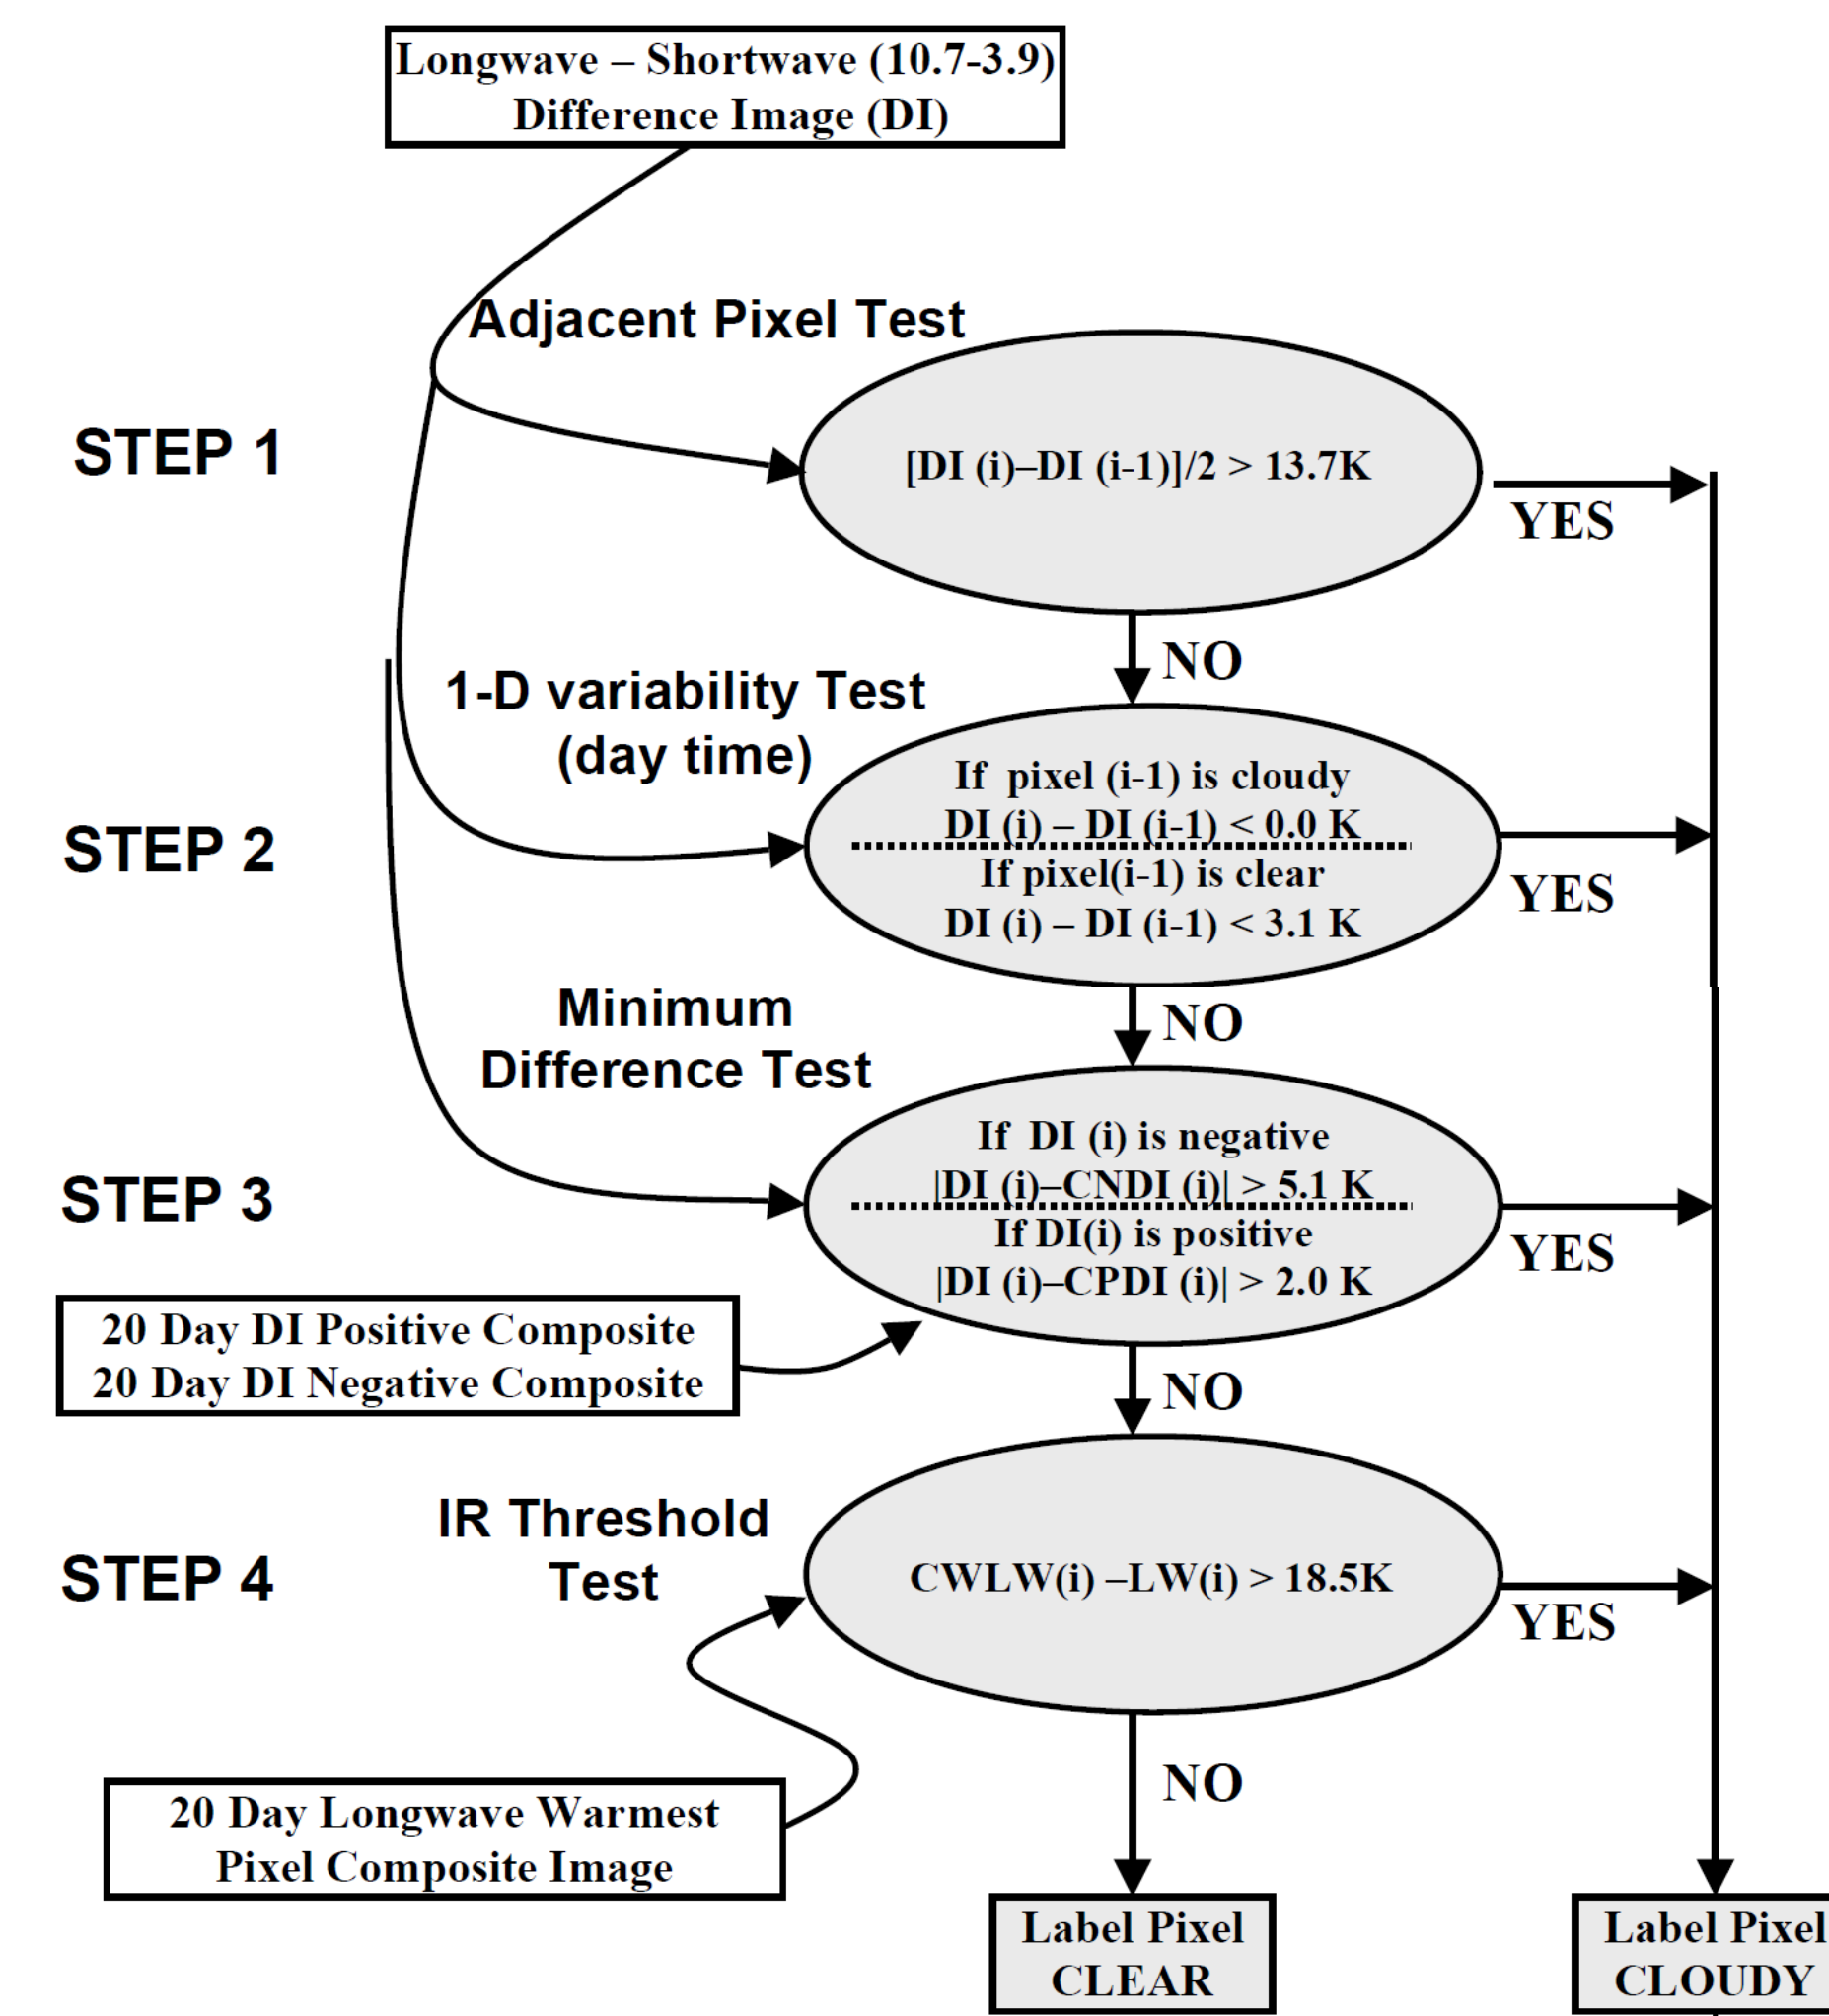 Longwave – Shortwave (10.7-3.9)
Difference Image (DI)
Adjacent Pixel Test
STEP 1
[DI (i)–DI (i-1)]/2 > 13.7K
YES
NO
1-D variability Test
(day time)
STEP 2
If pixel (i-1) is cloudy
DI (i) – DI (i-1) < 0.0 K
If pixel(i-1) is clear
DI (i) – DI (i-1) < 3.1 K
YES
NO
Minimum
Difference Test
STEP 3
If DI (i) is negative
|DI (i)–CNDI (i)| > 5.1 K
If DI(i) is positive
|DI (i)–CPDI (i)| > 2.0 K
YES
20 Day DI Positive Composite
20 Day DI Negative Composite
NO
IR Threshold
Test
STEP 4
CWLW(i) –LW(i) > 18.5K
YES
NO
20 Day Longwave Warmest
Pixel Composite Image
Label Pixel
CLEAR
Label Pixel
CLOUDY